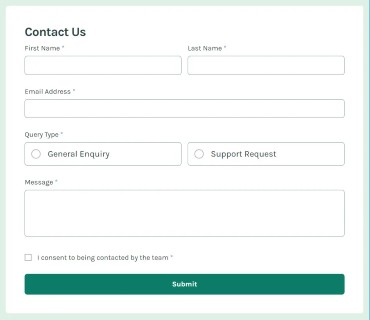 Contact Us
First Name *
Last Name *
Email Address *
Query Type *
General Enquiry
Support Request
Message *
I consent to being contacted by the team *
Submit